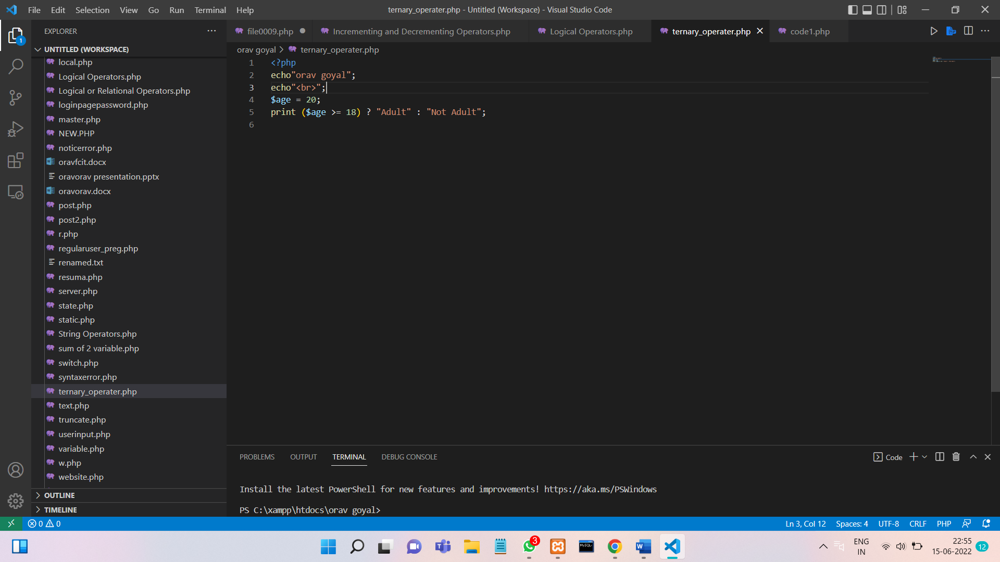 File Edit Selection View Go Run Terminal Help
ternary_operater.php - Untitled (Workspace) - Visual Studio Code
EXPLORER
1
UNTITLED (WORKSPACE)
local.php
Logical Operators.php
Logical or Relational Operators.php
loginpagepassword.php
master.php
NEW.PHP
noticerror.php
oravfcit.docx
oravorav presentation.pptx
oravorav.docx
post.php
post2.php
r.php
regularuser_preg.php
renamed.txt
resuma.php
server.php
state.php
static.php
String Operators.php
sum of 2 variable.php
switch.php
syntaxerror.php
ternary_operater.php
text.php
truncate.php
userinput.php
variable.php
w.php
website.php
OUTLINE
TIMELINE
file0009.php Incrementing and Decrementing Operators.php Logical Operators.php ternary_operater.php code1.php
orav goyal > ternary_operater.php
1 <?php
2 echo"orav goyal";
3 echo"<br>";
4 $age = 20;
5 print ($age >= 18) ? "Adult" : "Not Adult";
6
PROBLEMS OUTPUT TERMINAL DEBUG CONSOLE
Code
Install the latest PowerShell for new features and improvements! https://aka.ms/PSWindows
PS C:\xampp\htdocs\orav goyal>
0 0
Ln 3, Col 12 Spaces: 4 UTF-8 CRLF PHP
3
MySQL
ENG
IN
22:55
15-06-2022
12